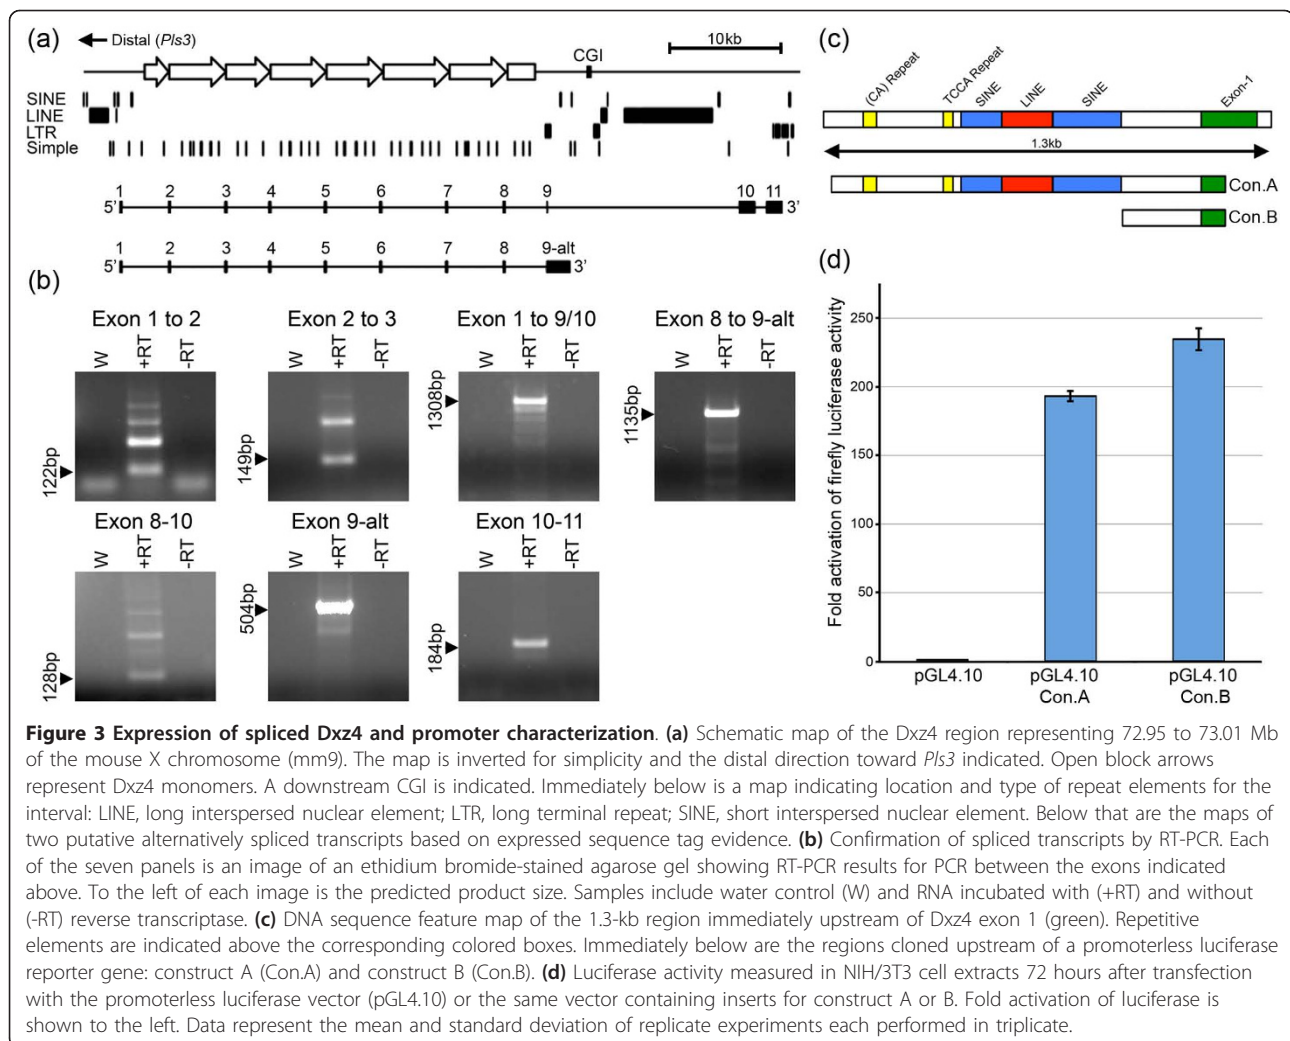 (a)
Distal (Pls3)
CGI
10kb
SINE
LINE
LTR
Simple
1 2 3 4 5 6 7 8 9 10 11
5' 3'
1 2 3 4 5 6 7 8 9-alt
5' 3'
(b)
Exon 1 to 2
W +RT -RT
122bp
Exon 2 to 3
W +RT -RT
149bp
Exon 1 to 9/10
W +RT -RT
1308bp
Exon 8 to 9-alt
W +RT -RT
1135bp
Exon 8-10
W +RT -RT
128bp
Exon 9-alt
W +RT -RT
504bp
Exon 10-11
W +RT -RT
184bp
(c)
(CA) Repeat
TCCA Repeat
SINE
LINE
SINE
Exon-1
1.3kb
Con.A
Con.B
(d)
Fold activation of firefly luciferase activity
250
200
150
100
50
0
pGL4.10
pGL4.10
Con.A
pGL4.10
Con.B
Figure 3 Expression of spliced Dxz4 and promoter characterization. (a) Schematic map of the Dxz4 region representing 72.95 to 73.01 Mb
of the mouse X chromosome (mm9). The map is inverted for simplicity and the distal direction toward Pls3 indicated. Open block arrows
represent Dxz4 monomers. A downstream CGI is indicated. Immediately below is a map indicating location and type of repeat elements for the
interval: LINE, long interspersed nuclear element; LTR, long terminal repeat; SINE, short interspersed nuclear element. Below that are the maps of
two putative alternatively spliced transcripts based on expressed sequence tag evidence. (b) Confirmation of spliced transcripts by RT-PCR. Each
of the seven panels is an image of an ethidium bromide-stained agarose gel showing RT-PCR results for PCR between the exons indicated
above. To the left of each image is the predicted product size. Samples include water control (W) and RNA incubated with (+RT) and without
(-RT) reverse transcriptase. (c) DNA sequence feature map of the 1.3-kb region immediately upstream of Dxz4 exon 1 (green). Repetitive
elements are indicated above the corresponding colored boxes. Immediately below are the regions cloned upstream of a promoterless luciferase
reporter gene: construct A (Con.A) and construct B (Con.B). (d) Luciferase activity measured in NIH/3T3 cell extracts 72 hours after transfection
with the promoterless luciferase vector (pGL4.10) or the same vector containing inserts for construct A or B. Fold activation of luciferase is
shown to the left. Data represent the mean and standard deviation of replicate experiments each performed in triplicate.